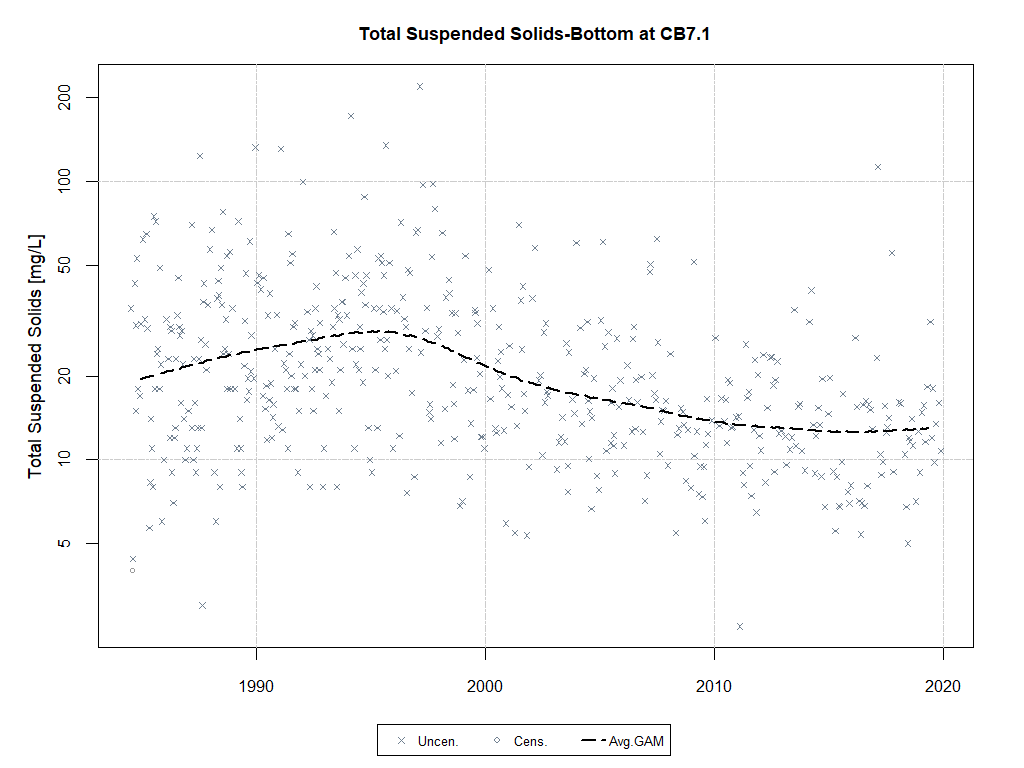 Total Suspended Solids-Bottom at CB7.1
Total Suspended Solids [mg/L]
200
100
50
20
10
5
1990 2000 2010 2020
Uncen. Cens. Avg.GAM